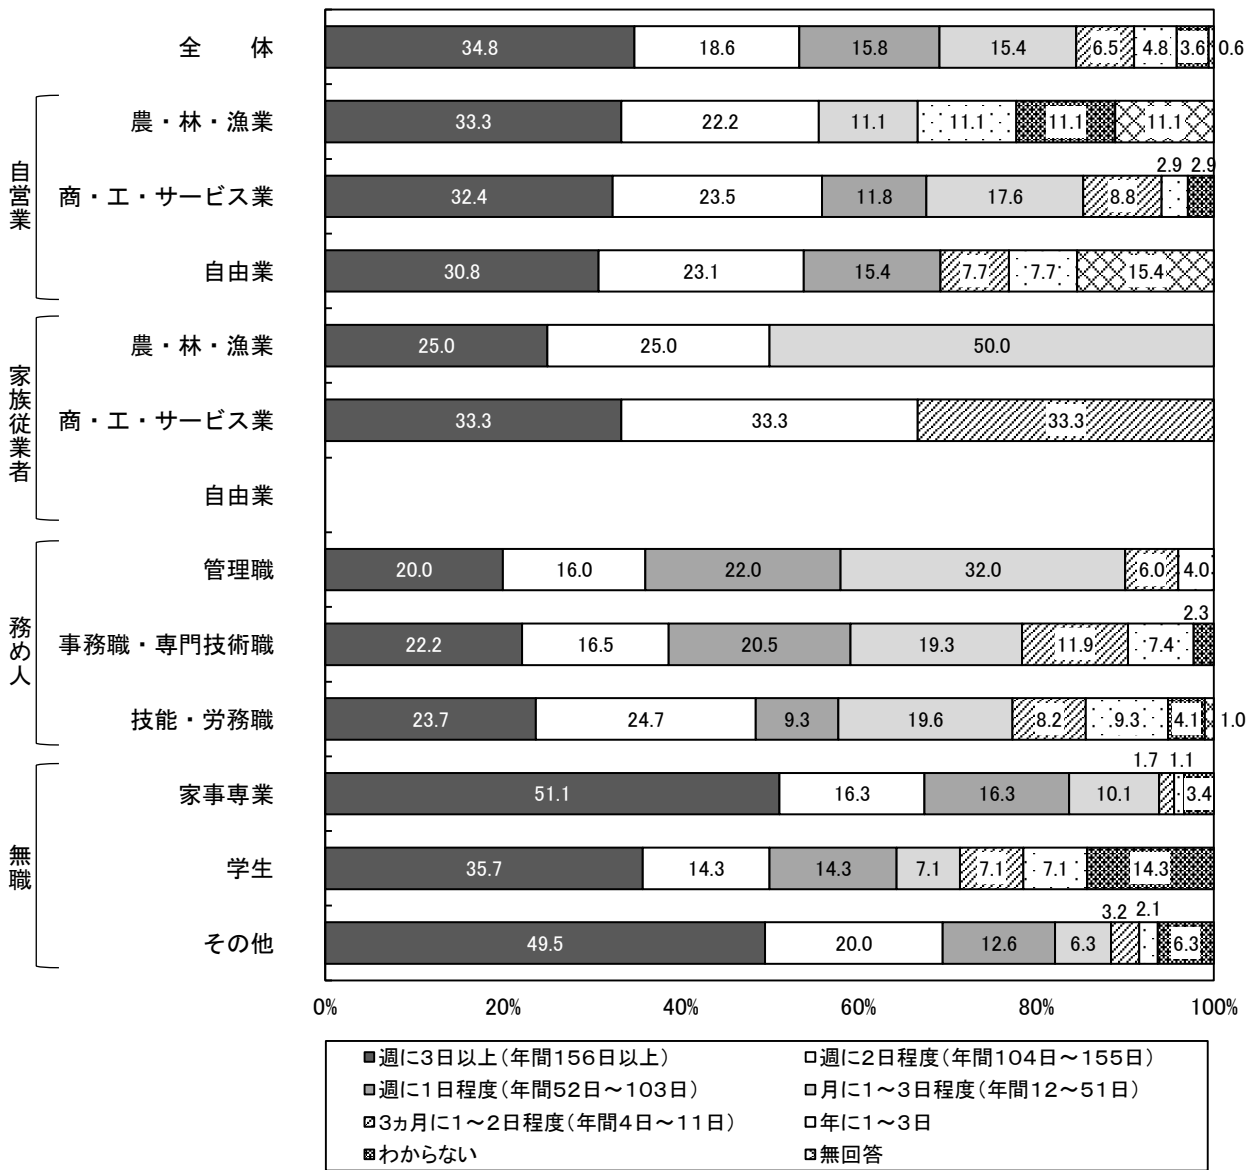 全　体 34.8 18.6 15.8 15.4 6.5 4.8 3.6 0.6
自営業
農・林・漁業 33.3 22.2 11.1 11.1 11.1 11.1
商・工・サービス業 32.4 23.5 11.8 17.6 8.8 2.9 2.9
自由業 30.8 23.1 15.4 7.7 7.7 15.4
家族従業者
農・林・漁業 25.0 25.0 50.0
商・工・サービス業 33.3 33.3 33.3
自由業
務め人
管理職 20.0 16.0 22.0 32.0 6.0 4.0
事務職・専門技術職 22.2 16.5 20.5 19.3 11.9 7.4 2.3
技能・労務職 23.7 24.7 9.3 19.6 8.2 9.3 4.1 1.0
無職
家事専業 51.1 16.3 16.3 10.1 1.7 1.1 3.4
学生 35.7 14.3 14.3 7.1 7.1 7.1 14.3
その他 49.5 20.0 12.6 6.3 3.2 2.1 6.3
0% 20% 40% 60% 80% 100%
週に3日以上(年間156日以上) 週に2日程度(年間104日～155日)
週に1日程度(年間52日～103日) 月に1～3日程度(年間12～51日)
3ヵ月に1～2日程度(年間4日～11日) 年に1～3日
わからない 無回答